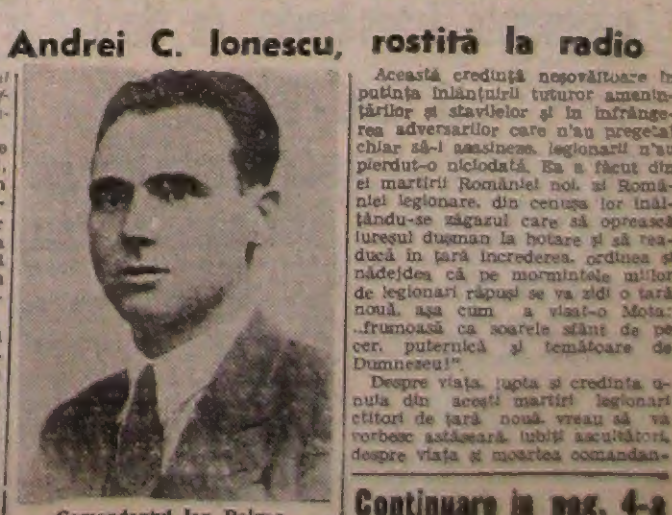 Andrei C. Ionescu, rostită la radio
Această credință neșovăitoare în
putința înlănțuirii tuturor amenin-
țărilor și stavilelor și în înfrânge-
rea adversarilor care n'au pregetat
chiar să-i asasineze, legionarii n'au
pierdut-o niciodată. Ea a făcut din
ei martirii României noi, și Româ-
niei legionare, din cenușa lor înăl-
țându-se zăgazul care să oprească
iureșul dușman la hotare și să rea-
ducă în țară încrederea, ordinea și
nădejdea că pe mormintele miilor
de legionari răpuși se va zidi o țară
nouă, așa cum a visat-o Moța:
„frumoasă ca soarele sfânt de pe
cer, puternică și temătoare de
Dumnezeu!”
Despre viața, lupta și credința u-
nuia din acești martiri legionari
ctitori de țară nouă, vreau să vă
vorbesc astăseară, iubiți ascultători,
despre viața și moartea comandan-
Continuare în pag. 4-a
Comandantul Ion